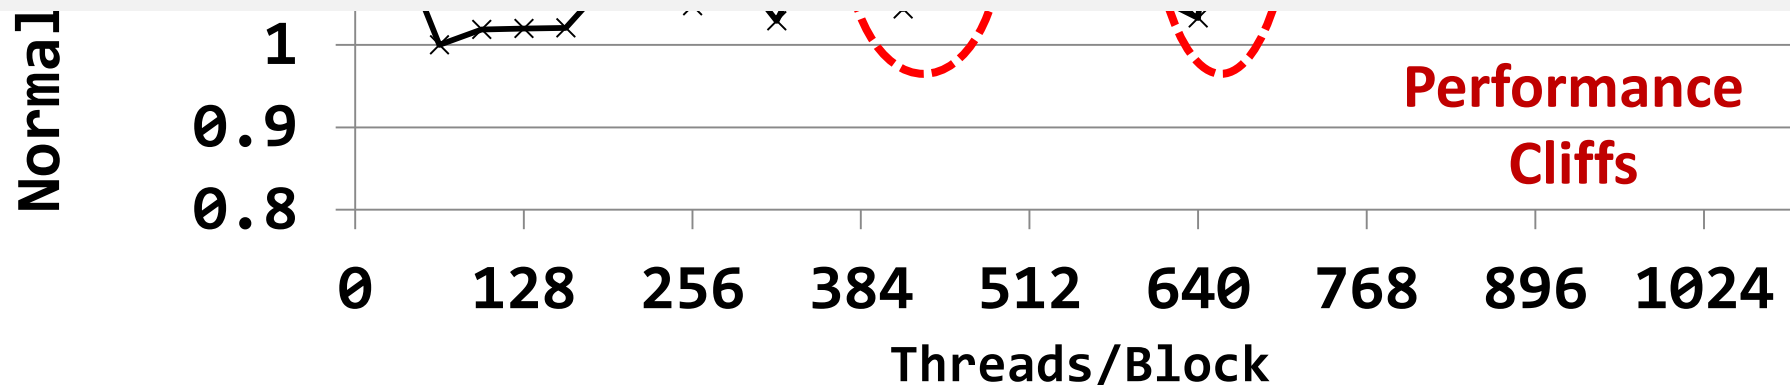 Normal
1
0.9
0.8
Performance
Cliffs
0 128 256 384 512 640 768 896 1024
Threads/Block